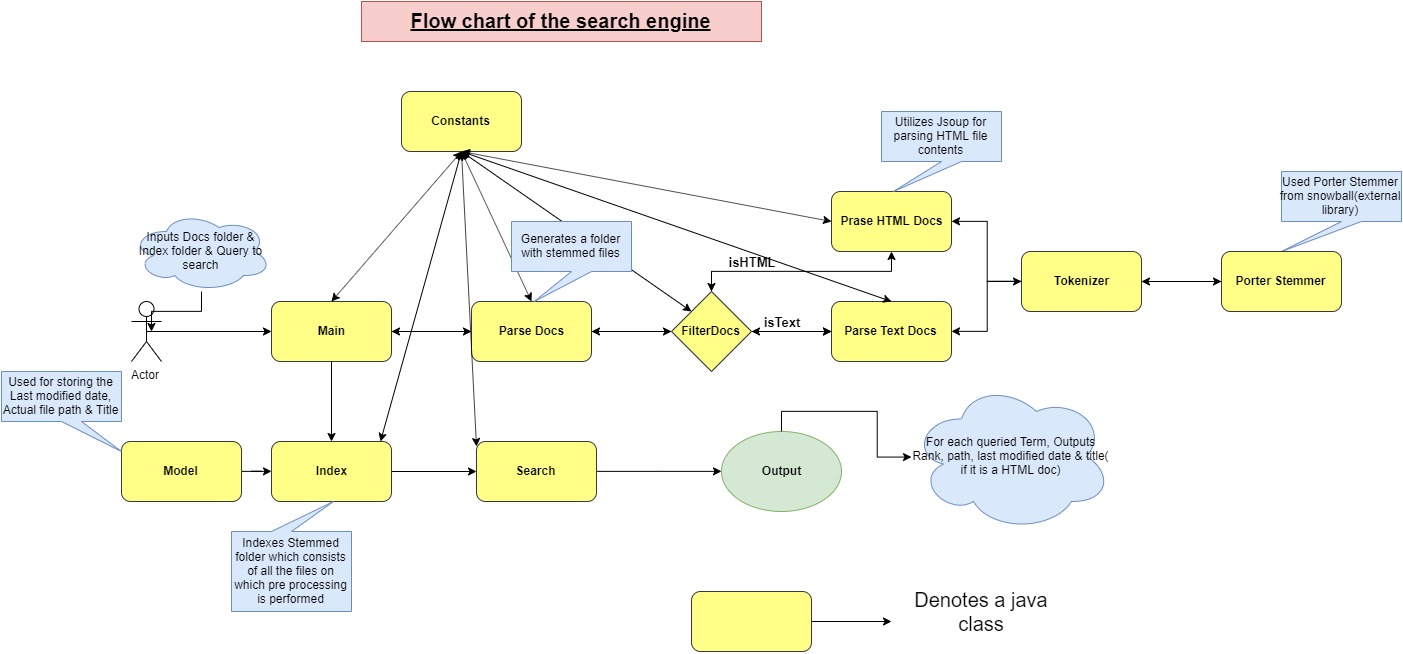 Flow chart of the search engine
Constants
Utilizes Jsoup for
parsing HTML file
contents
Used Porter Stemmer
from snowball(external
library)
Prase HTML Docs
Inputs Docs folder &
Index folder & Query to
search
Generates a folder
with stemmed files
isHTML
Tokenizer
Porter Stemmer
Main
Parse Docs
FilterDocs
isText
Parse Text Docs
Actor
Used for storing the
Last modified date,
Actual file path & Title
Model
Index
Search
Output
For each queried Term, Outputs
Rank, path, last modified date & title(
if it is a HTML doc)
Indexes Stemmed
folder which consists
of all the files on
which pre processing
is performed
Denotes a java
class